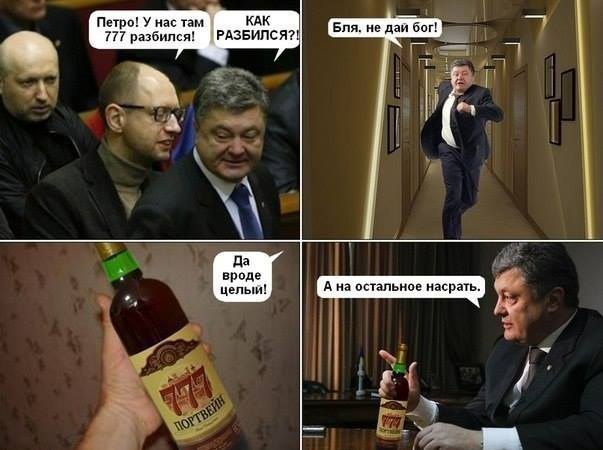 Петро! У нас там
777 разбился!
КАК
РАЗБИЛСЯ?!
Бля, не дай бог!
Да
вроде
целый!
777
ПОРТВЕЙН
А на остальное насрать.
777